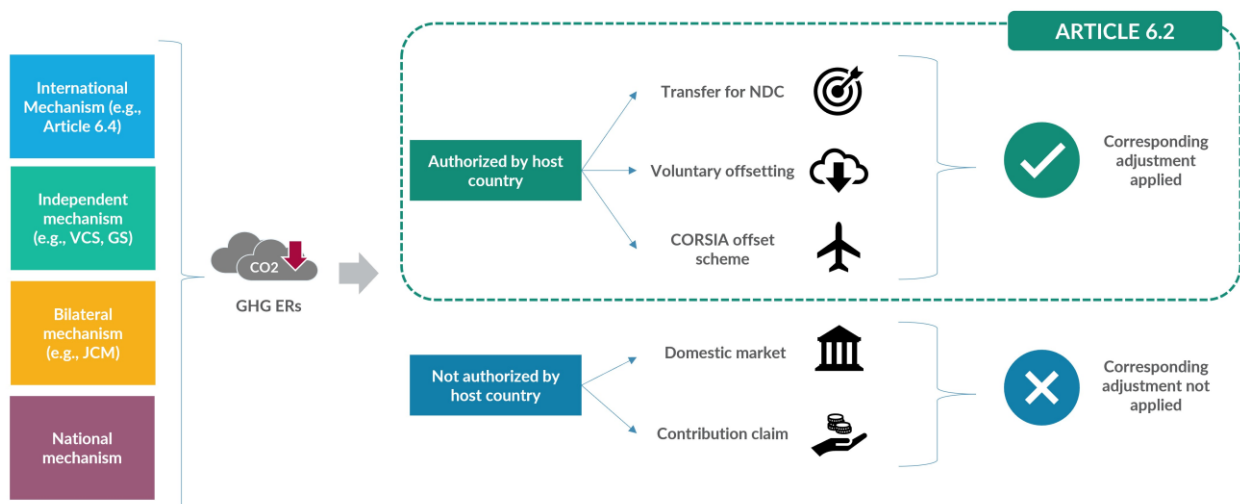 ARTICLE 6.2
International
Mechanism (e.g.,
Article 6.4)
Independent
mechanism
(e.g., VCS, GS)
Bilateral
mechanism
(e.g., JCM)
National
mechanism
CO2
GHG ERs
Authorized by host
country
Transfer for NDC
Voluntary offsetting
CORSIA offset
scheme
Corresponding
adjustment
applied
Not authorized by
host country
Domestic market
Contribution claim
Corresponding
adjustment not
applied